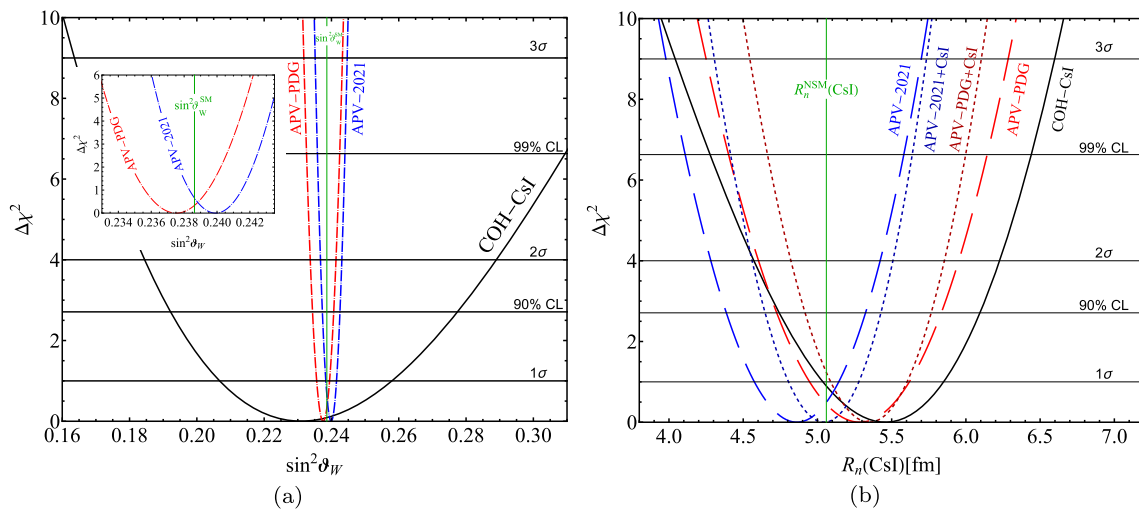 10
8
6
4
2
0
Δχ²
3σ
99% CL
2σ
90% CL
1σ
APV-PDG
sin²ϑ_W^SM
APV-2021
COH-CsI
0.16
0.18
0.20
0.22
0.24
0.26
0.28
0.30
sin²ϑ_W
(a)
6
5
4
3
2
1
0
Δχ²
APV-PDG
APV-2021
sin²ϑ_W^SM
0.234
0.236
0.238
0.240
0.242
sin²ϑ_W
10
8
6
4
2
0
Δχ²
3σ
99% CL
2σ
90% CL
1σ
R_n^NSM(CsI)
APV-2021
APV-2021+CsI
APV-PDG+CsI
APV-PDG
COH-CsI
4.0
4.5
5.0
5.5
6.0
6.5
7.0
R_n(CsI)[fm]
(b)